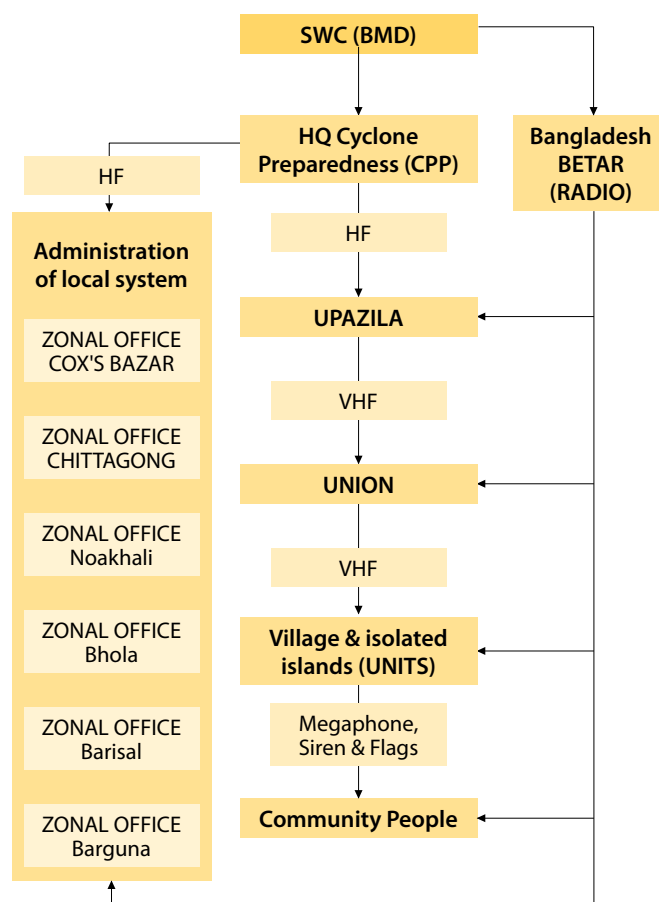 SWC (BMD)
HQ Cyclone
Preparedness (CPP)
Bangladesh
BETAR
(RADIO)
HF
Administration
of local system
ZONAL OFFICE
COX'S BAZAR
ZONAL OFFICE
CHITTAGONG
ZONAL OFFICE
Noakhali
ZONAL OFFICE
Bhola
ZONAL OFFICE
Barisal
ZONAL OFFICE
Barguna
HF
UPAZILA
VHF
UNION
VHF
Village & isolated
islands (UNITS)
Megaphone,
Siren & Flags
Community People